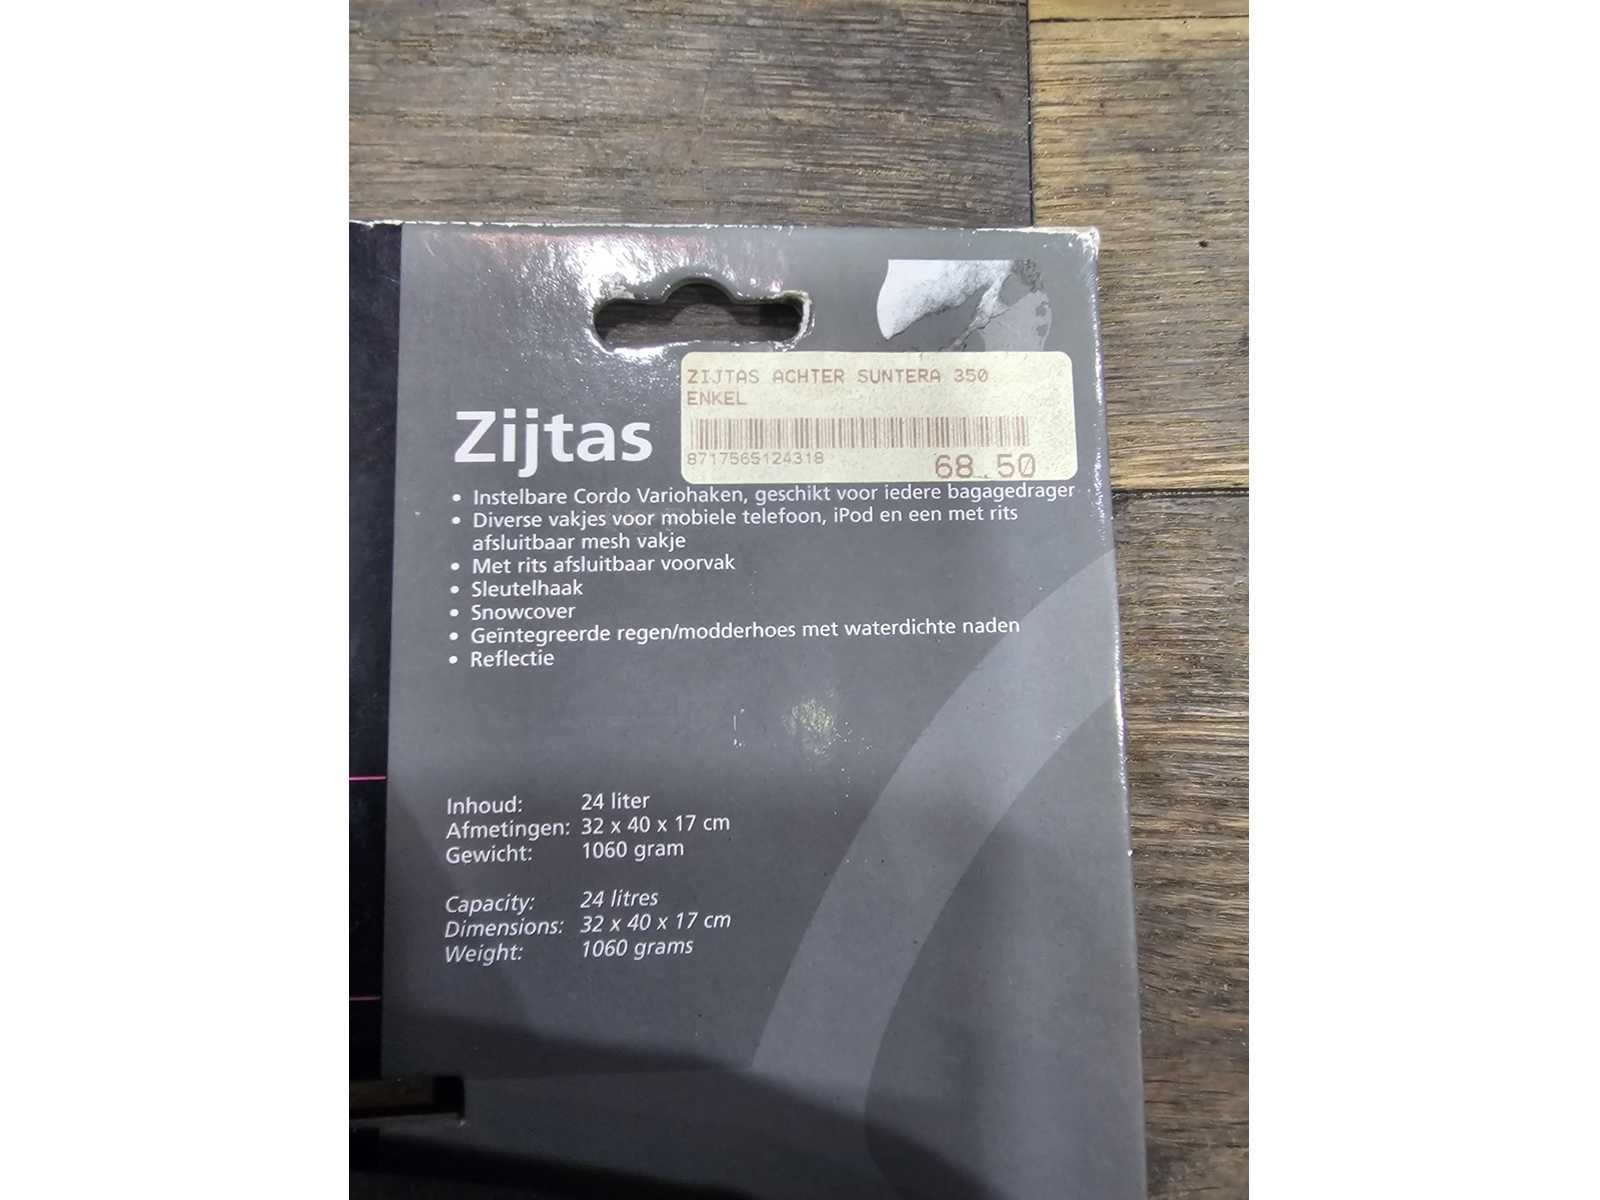 ZIJTAS ACHTER SUNTERA 350
ENKEL
8717565124318
68.50
Zijtas
• Instelbare Cordo Variohaken, geschikt voor iedere bagagedrager
• Diverse vakjes voor mobiele telefoon, iPod en een met rits
afsluitbaar mesh vakje
• Met rits afsluitbaar voorvak
• Sleutelhaak
• Snowcover
• Geïntegreerde regen/modderhoes met waterdichte naden
• Reflectie
Inhoud: 24 liter
Afmetingen: 32 x 40 x 17 cm
Gewicht: 1060 gram
Capacity: 24 litres
Dimensions: 32 x 40 x 17 cm
Weight: 1060 grams